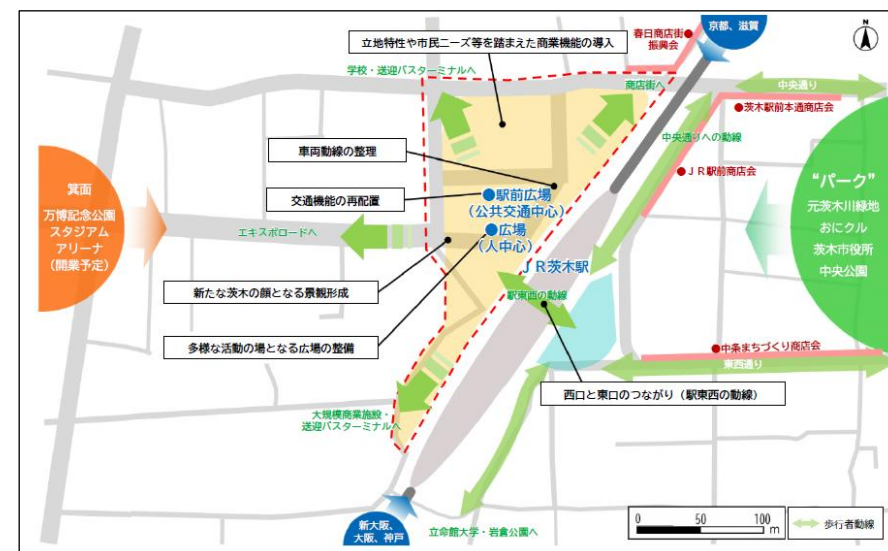 京都、滋賀
N
春日商店街
振興会
立地特性や市民ニーズ等を踏まえた商業機能の導入
学校・送迎バスターミナルへ
商店街へ
中央通り
●茨木駅前本通商店会
中央通りへの動線
車両動線の整理
●ＪＲ駅前商店会
箕面
万博記念公園
スタジアム
アリーナ
（開業予定）
交通機能の再配置
●駅前広場
（公共交通中心）
●広場
（人中心）
エキスポロードへ
“パーク”
元茨木川緑地
おにクル
茨木市役所
中央公園
ＪＲ茨木駅
駅東西の動線
新たな茨木の顔となる景観形成
多様な活動の場となる広場の整備
●中条まちづくり商店会
東西通り
西口と東口のつながり（駅東西の動線）
大規模商業施設・
送迎バスターミナルへ
新大阪、
大阪、神戸
立命館大学・岩倉公園へ
0 50 100
m
歩行者動線